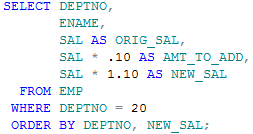 SELECT DEPTNO,
ENAME,
SAL AS ORIG_SAL,
SAL * .10 AS AMT_TO_ADD,
SAL * 1.10 AS NEW_SAL
FROM EMP
WHERE DEPTNO = 20
ORDER BY DEPTNO, NEW_SAL;